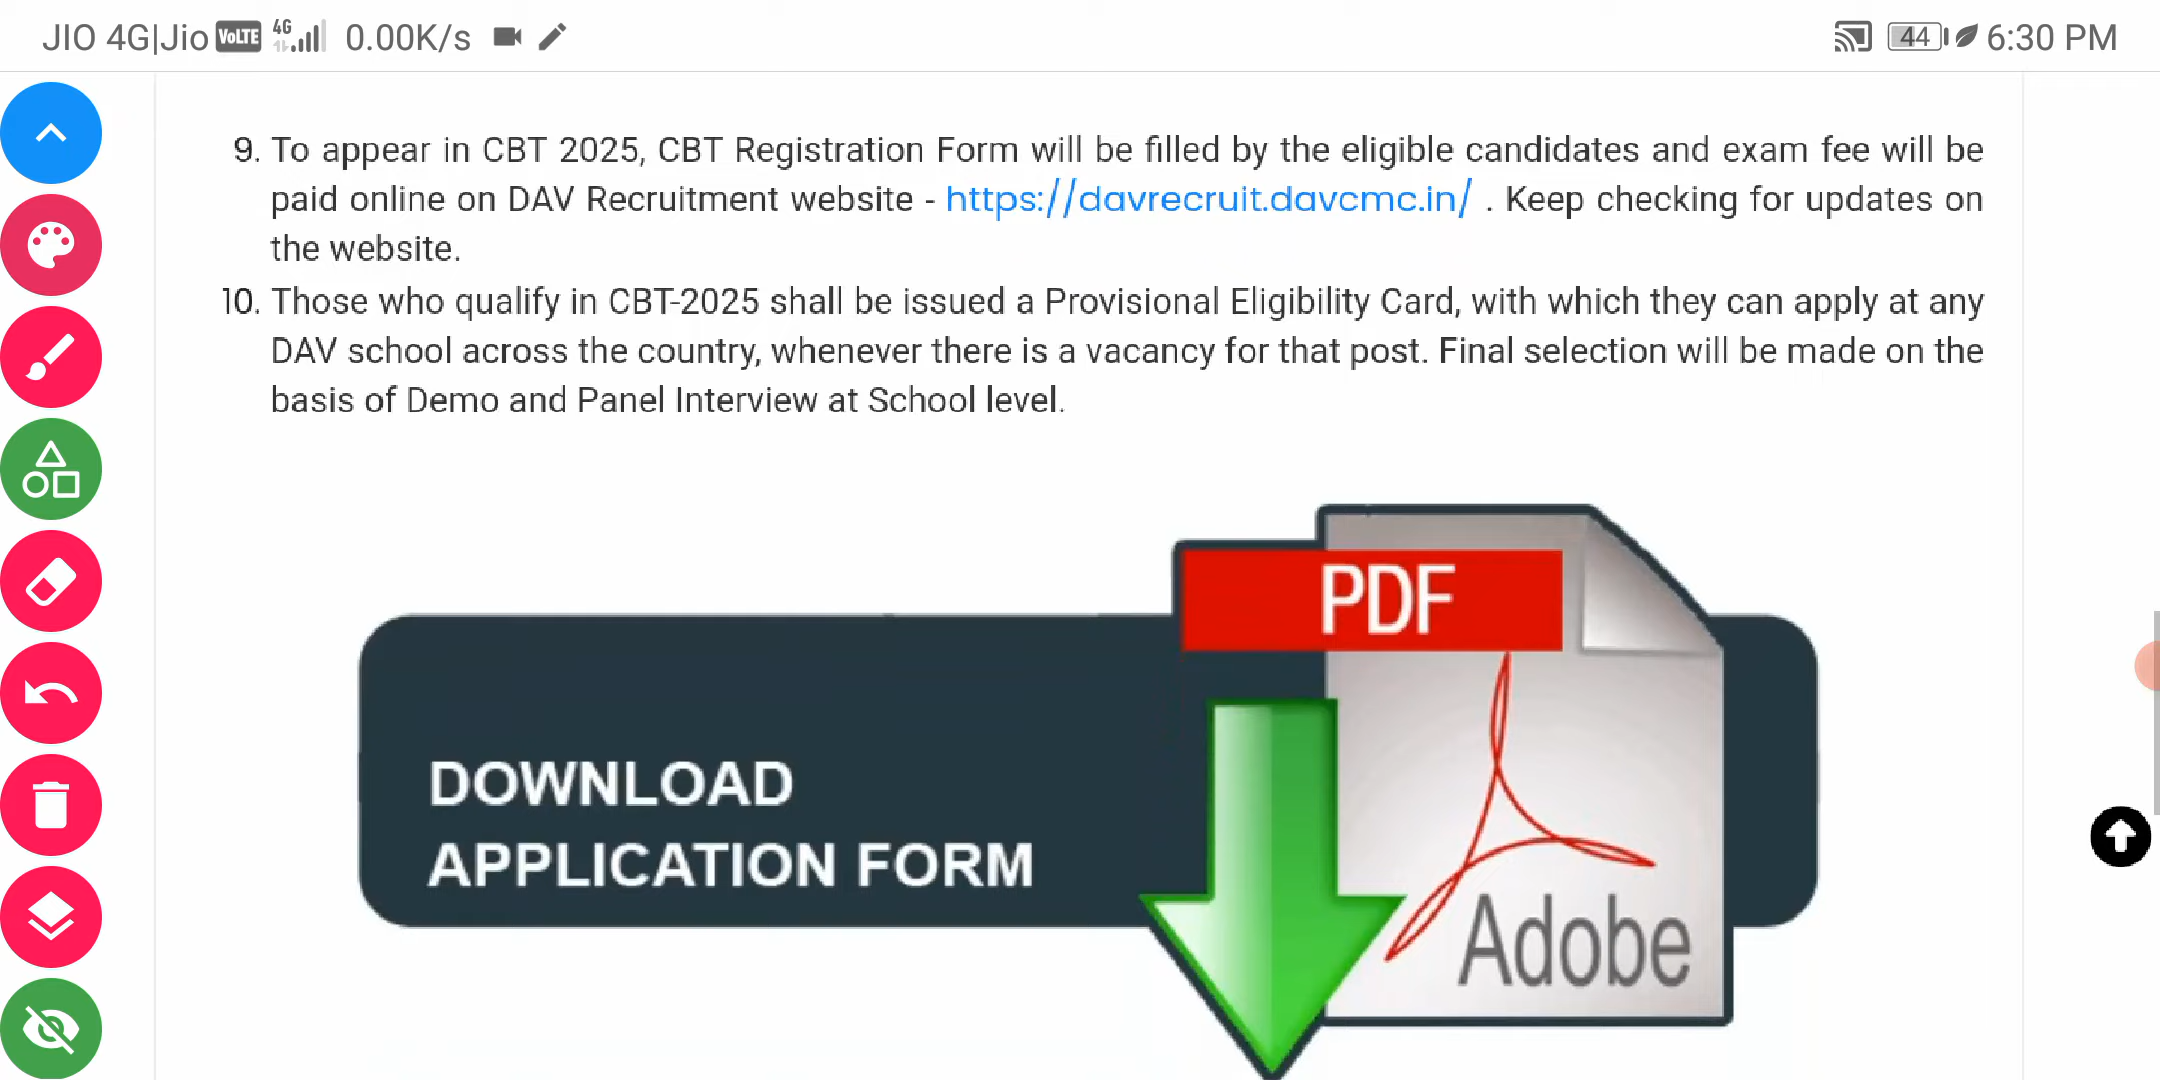 JIO 4G|Jio VoLTE 4G 0.00K/s 44 6:30 PM
9. To appear in CBT 2025, CBT Registration Form will be filled by the eligible candidates and exam fee will be
paid online on DAV Recruitment website - https://davrecruit.davcmc.in/ . Keep checking for updates on
the website.
10. Those who qualify in CBT-2025 shall be issued a Provisional Eligibility Card, with which they can apply at any
DAV school across the country, whenever there is a vacancy for that post. Final selection will be made on the
basis of Demo and Panel Interview at School level.
PDF
DOWNLOAD
APPLICATION FORM
Adobe